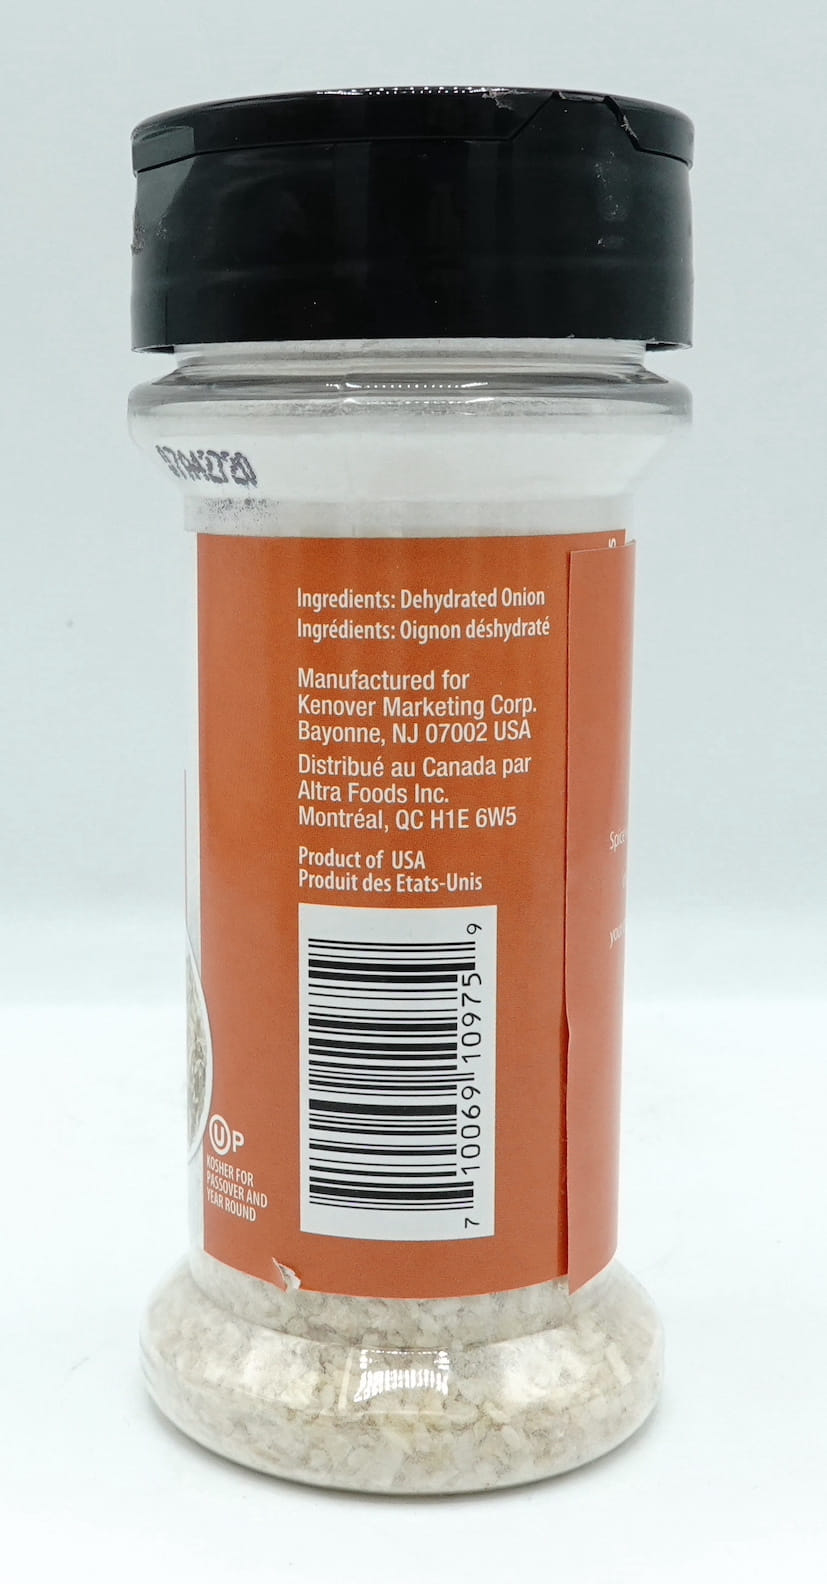 Ingredients: Dehydrated Onion
Ingrédients: Oignon déshydraté
Manufactured for
Kenover Marketing Corp.
Bayonne, NJ 07002 USA
Distribué au Canada par
Altra Foods Inc.
Montréal, QC H1E 6W5
Product of USA
Produit des Etats-Unis
7 10069 10975 9
U P
KOSHER FOR
PASSOVER AND
YEAR ROUND